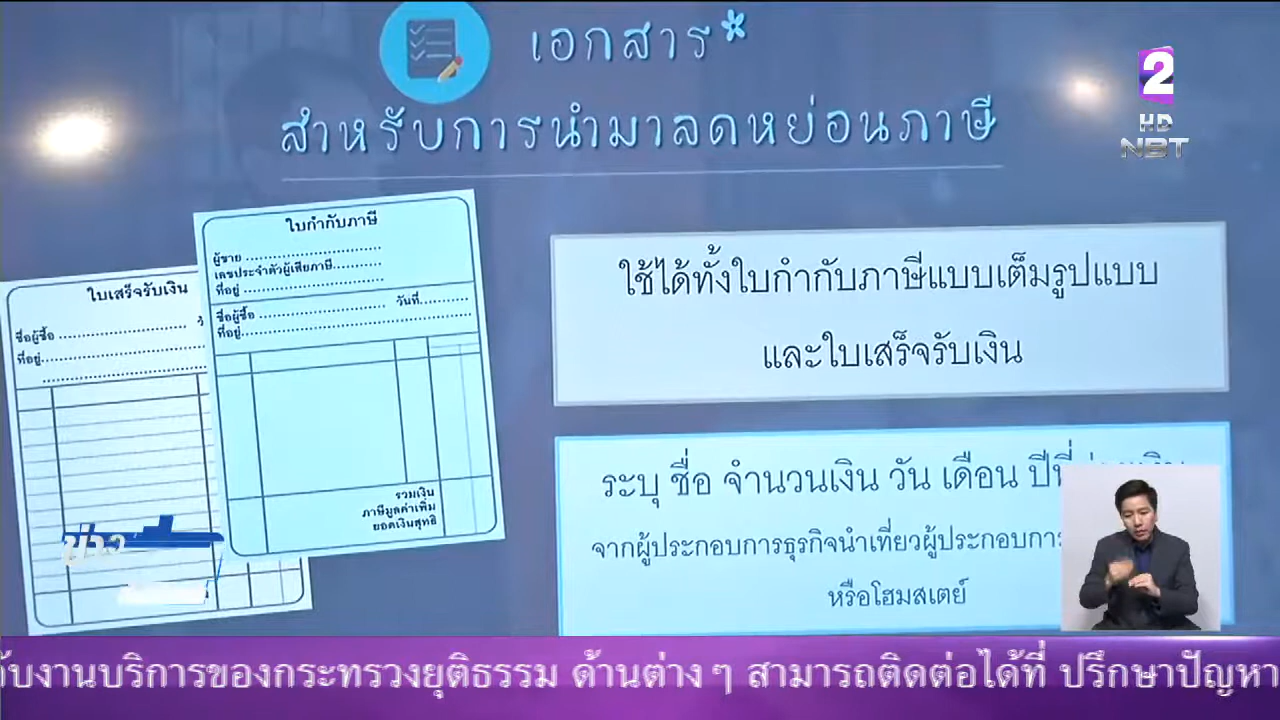 เอกสาร*
สำหรับการนำมาลดหย่อนภาษี
2
HD
NBT
ใบกำกับภาษี
ผู้ขาย ..............................
เลขประจำตัวผู้เสียภาษี...........
ที่อยู่ ..............................
ชื่อผู้ซื้อ ........................... วันที่..........
ที่อยู่..................................................
รวมเงิน
ภาษีมูลค่าเพิ่ม
ยอดเงินสุทธิ
ใบเสร็จรับเงิน
ชื่อผู้ซื้อ ...........................
ที่อยู่....................................
ใช้ได้ทั้งใบกำกับภาษีแบบเต็มรูปแบบ
และใบเสร็จรับเงิน
ระบุ ชื่อ จำนวนเงิน วัน เดือน ปีที่
จากผู้ประกอบการธุรกิจนำเที่ยวผู้ประกอบการ
หรือโฮมสเตย์
ข่าว
กับงานบริการของกระทรวงยุติธรรม ด้านต่างๆ สามารถติดต่อได้ที่ ปรึกษาปัญหา